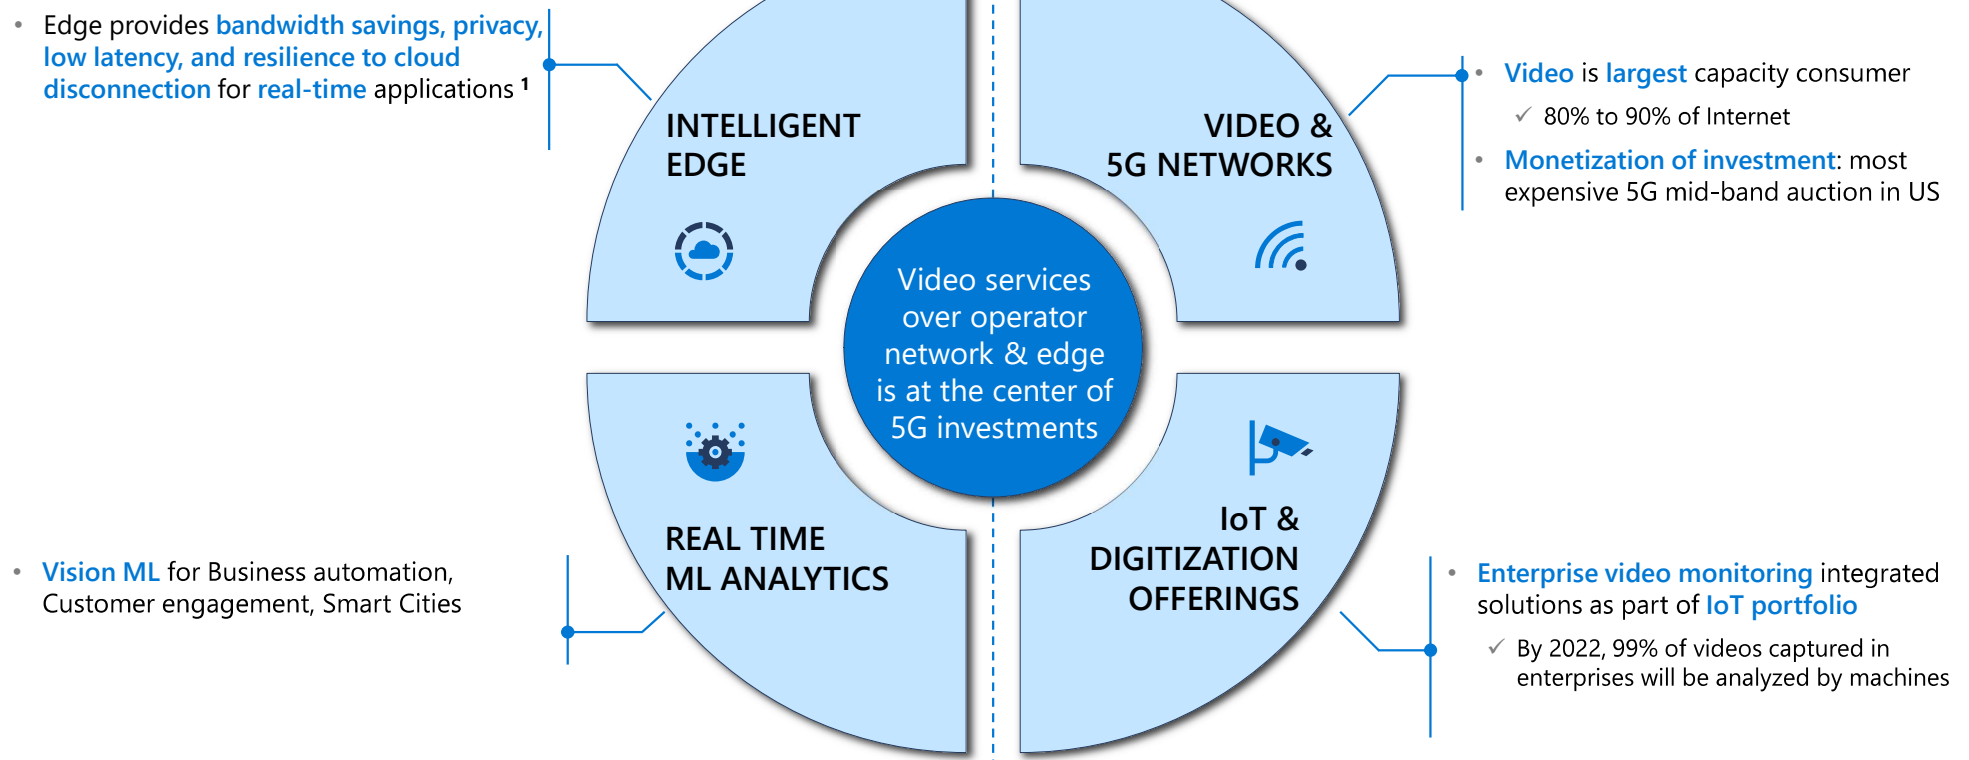 • Edge provides bandwidth savings, privacy,
low latency, and resilience to cloud
disconnection for real-time applications ¹
INTELLIGENT
EDGE
VIDEO &
5G NETWORKS
• Video is largest capacity consumer
✓ 80% to 90% of Internet
• Monetization of investment: most
expensive 5G mid-band auction in US
Video services
over operator
network & edge
is at the center of
5G investments
REAL TIME
ML ANALYTICS
• Vision ML for Business automation,
Customer engagement, Smart Cities
IoT &
DIGITIZATION
OFFERINGS
• Enterprise video monitoring integrated
solutions as part of IoT portfolio
✓ By 2022, 99% of videos captured in
enterprises will be analyzed by machines